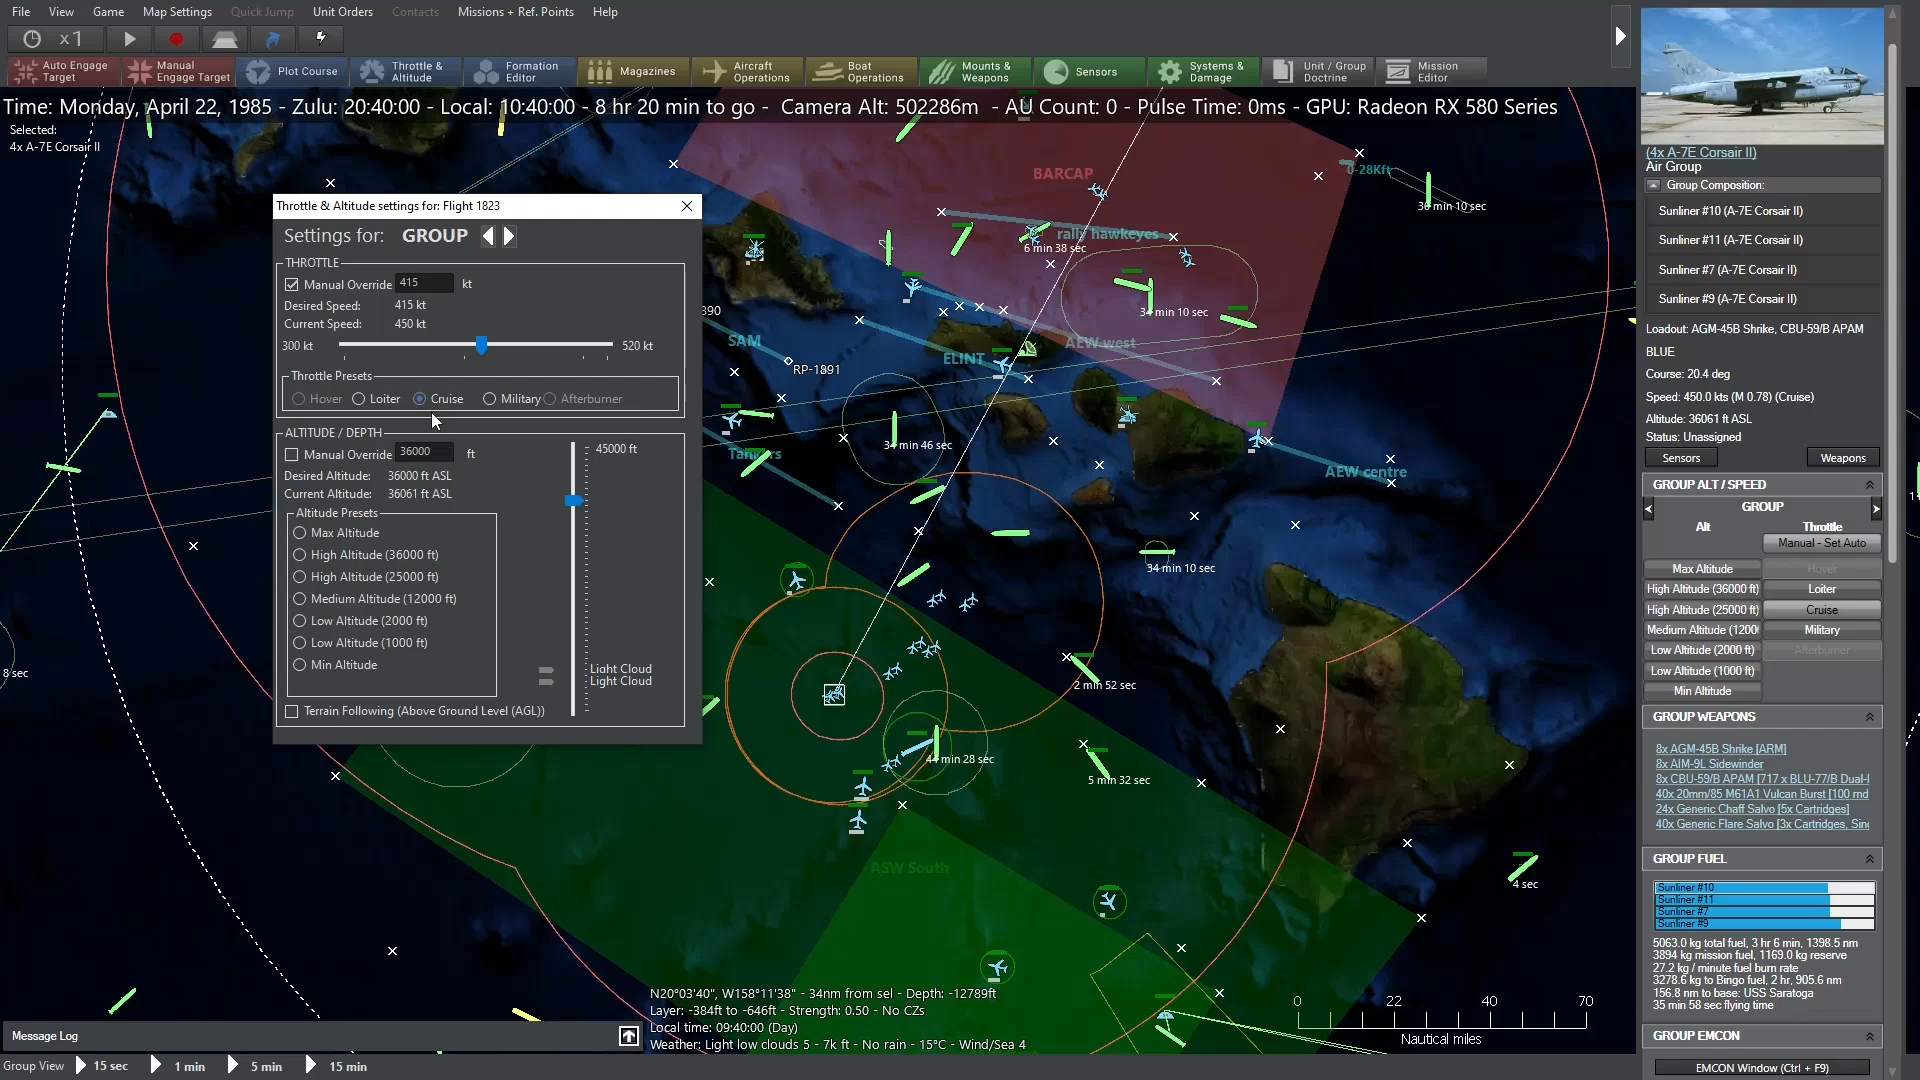 File View Game Map Settings Quick Jump Unit Orders Contacts Missions + Ref. Points Help
x1
Auto Engage Target
Manual Engage Target
Plot Course
Throttle & Altitude
Formation Editor
Magazines
Aircraft Operations
Boat Operations
Mounts & Weapons
Sensors
Systems & Damage
Unit / Group Doctrine
Mission Editor
Time: Monday, April 22, 1985 - Zulu: 20:40:00 - Local: 10:40:00 - 8 hr 20 min to go - Camera Alt: 502286m - AU Count: 0 - Pulse Time: 0ms - GPU: Radeon RX 580 Series
Selected:
4x A-7E Corsair II
Throttle & Altitude settings for: Flight 1823
Settings for: GROUP
THROTTLE
Manual Override 415 kt
Desired Speed: 415 kt
Current Speed: 450 kt
300 kt 520 kt
Throttle Presets
Hover Loiter Cruise Military Afterburner
ALTITUDE / DEPTH
Manual Override 36000 ft
45000 ft
Desired Altitude: 36000 ft ASL
Current Altitude: 36061 ft ASL
Altitude Presets
Max Altitude
High Altitude (36000 ft)
High Altitude (25000 ft)
Medium Altitude (12000 ft)
Low Altitude (2000 ft)
Low Altitude (1000 ft)
Min Altitude
Light Cloud
Light Cloud
Terrain Following (Above Ground Level (AGL))
BARCAP
0-28Kft
36 min 10 sec
rally hawkeyes
6 min 38 sec
34 min 10 sec
390
SAM
AEW west
ELINT
RP-1891
34 min 46 sec
Tankers
AEW centre
34 min 10 sec
8 sec
2 min 52 sec
44 min 28 sec
5 min 32 sec
ASW South
4 sec
1
N20°03'40", W158°11'38" - 34nm from sel - Depth: -12789ft
Layer: -384ft to -646ft - Strength: 0.50 - No CZs
Local time: 09:40:00 (Day)
Weather: Light low clouds 5 - 7k ft - No rain - 15°C - Wind/Sea 4
0 22 40 70
Nautical miles
Message Log
Group View 15 sec 1 min 5 min 15 min
(4x A-7E Corsair II)
Air Group
Group Composition:
Sunliner #10 (A-7E Corsair II)
Sunliner #11 (A-7E Corsair II)
Sunliner #7 (A-7E Corsair II)
Sunliner #9 (A-7E Corsair II)
Loadout: AGM-45B Shrike, CBU-59/B APAM
BLUE
Course: 20.4 deg
Speed: 450.0 kts (M 0.78) (Cruise)
Altitude: 36061 ft ASL
Status: Unassigned
Sensors Weapons
GROUP ALT / SPEED
GROUP
Alt Throttle
Manual - Set Auto
Max Altitude Hover
High Altitude (36000 ft) Loiter
High Altitude (25000 ft) Cruise
Medium Altitude (1200 Military
Low Altitude (2000 ft) Afterburner
Low Altitude (1000 ft)
Min Altitude
GROUP WEAPONS
8x AGM-45B Shrike [ARM]
8x AIM-9L Sidewinder
8x CBU-59/B APAM [717 x BLU-77/B Dual-
40x 20mm/85 M61A1 Vulcan Burst [100 rnd
24x Generic Chaff Salvo [5x Cartridges]
40x Generic Flare Salvo [3x Cartridges, Sin
GROUP FUEL
Sunliner #10
Sunliner #11
Sunliner #7
Sunliner #9
5063.0 kg total fuel, 3 hr 6 min, 1398.5 nm
3894 kg mission fuel, 1169.0 kg reserve
27.2 kg / minute fuel burn rate
3278.6 kg to Bingo fuel, 2 hr, 905.6 nm
156.8 nm to base: USS Saratoga
35 min 58 sec flying time
GROUP EMCON
EMCON Window (Ctrl + F9)